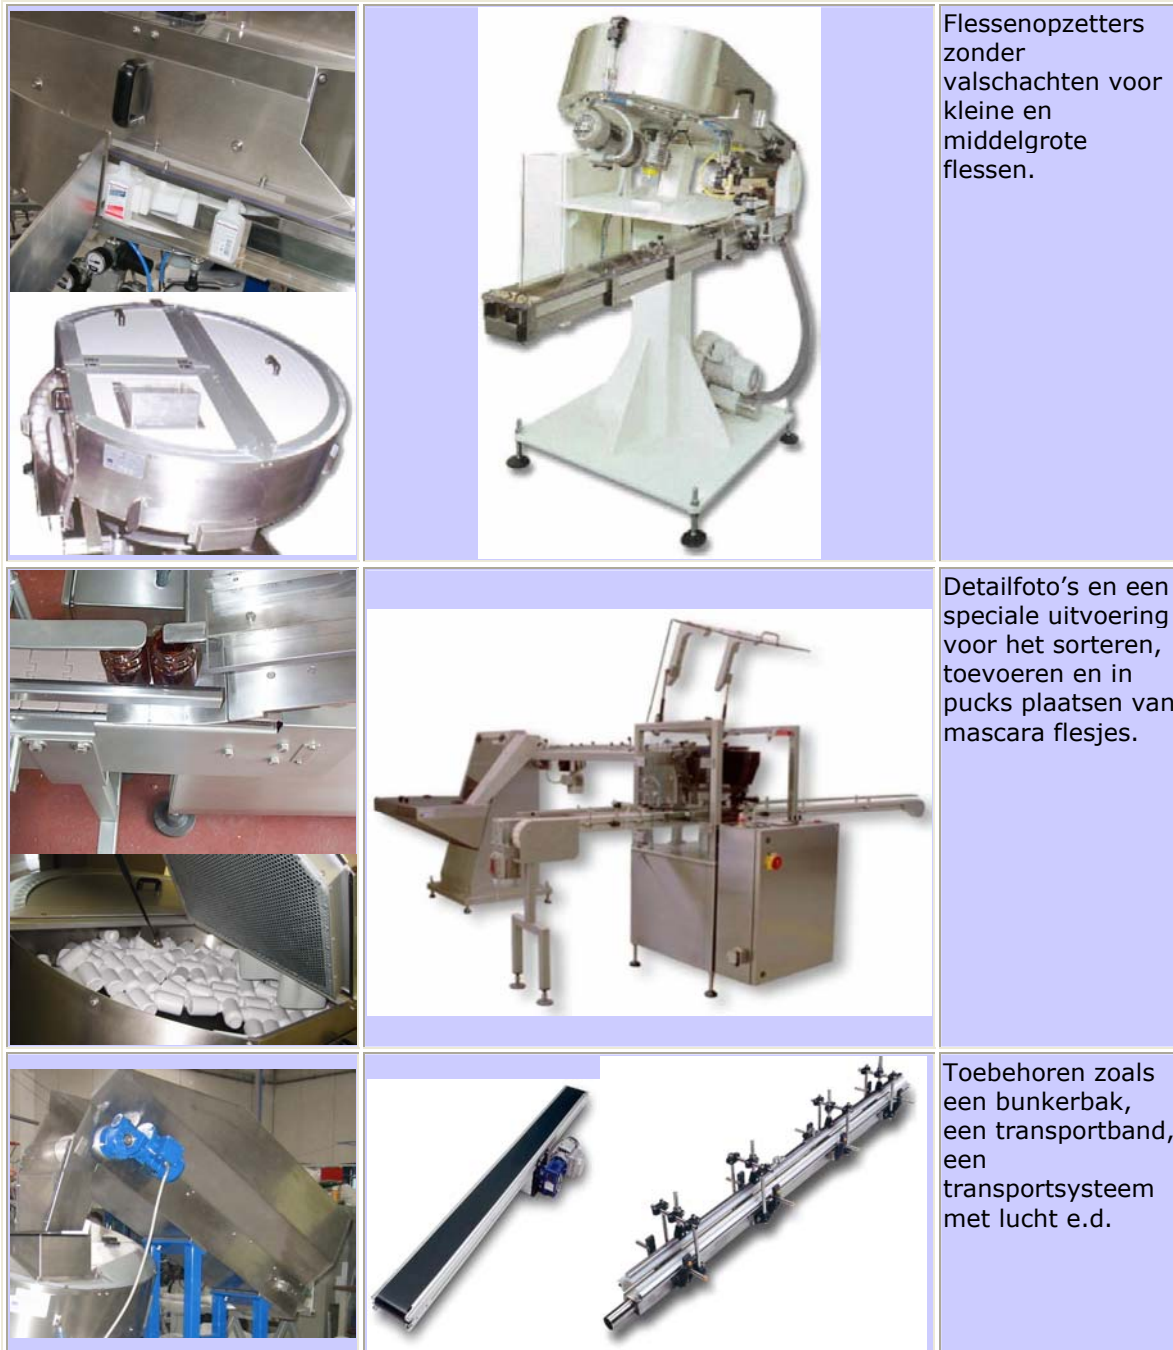 Flessenopzetters
zonder
valschachten voor
kleine en
middelgrote
flessen.
Detailfoto’s en een
speciale uitvoering
voor het sorteren,
toevoeren en in
pucks plaatsen van
mascara flesjes.
Toebehoren zoals
een bunkerbak,
een transportband,
een
transportsysteem
met lucht e.d.